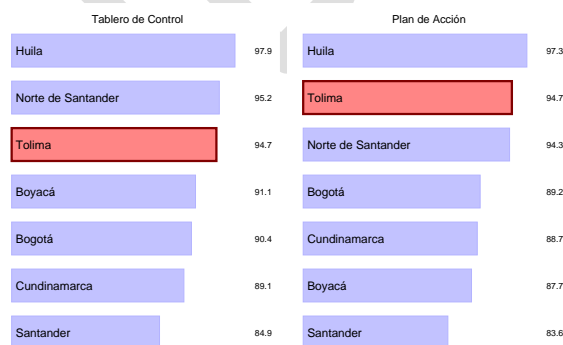 Tablero de Control
Huila 97.9
Norte de Santander 95.2
Tolima 94.7
Boyacá 91.1
Bogotá 90.4
Cundinamarca 89.1
Santander 84.9
Plan de Acción
Huila 97.3
Tolima 94.7
Norte de Santander 94.3
Bogotá 89.2
Cundinamarca 88.7
Boyacá 87.7
Santander 83.6